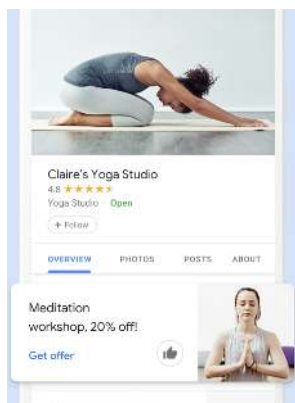 Claire's Yoga Studio
4.8
Yoga Studio · Open
+ Follow
OVERVIEW PHOTOS POSTS ABOUT
Meditation
workshop, 20% off!
Get offer